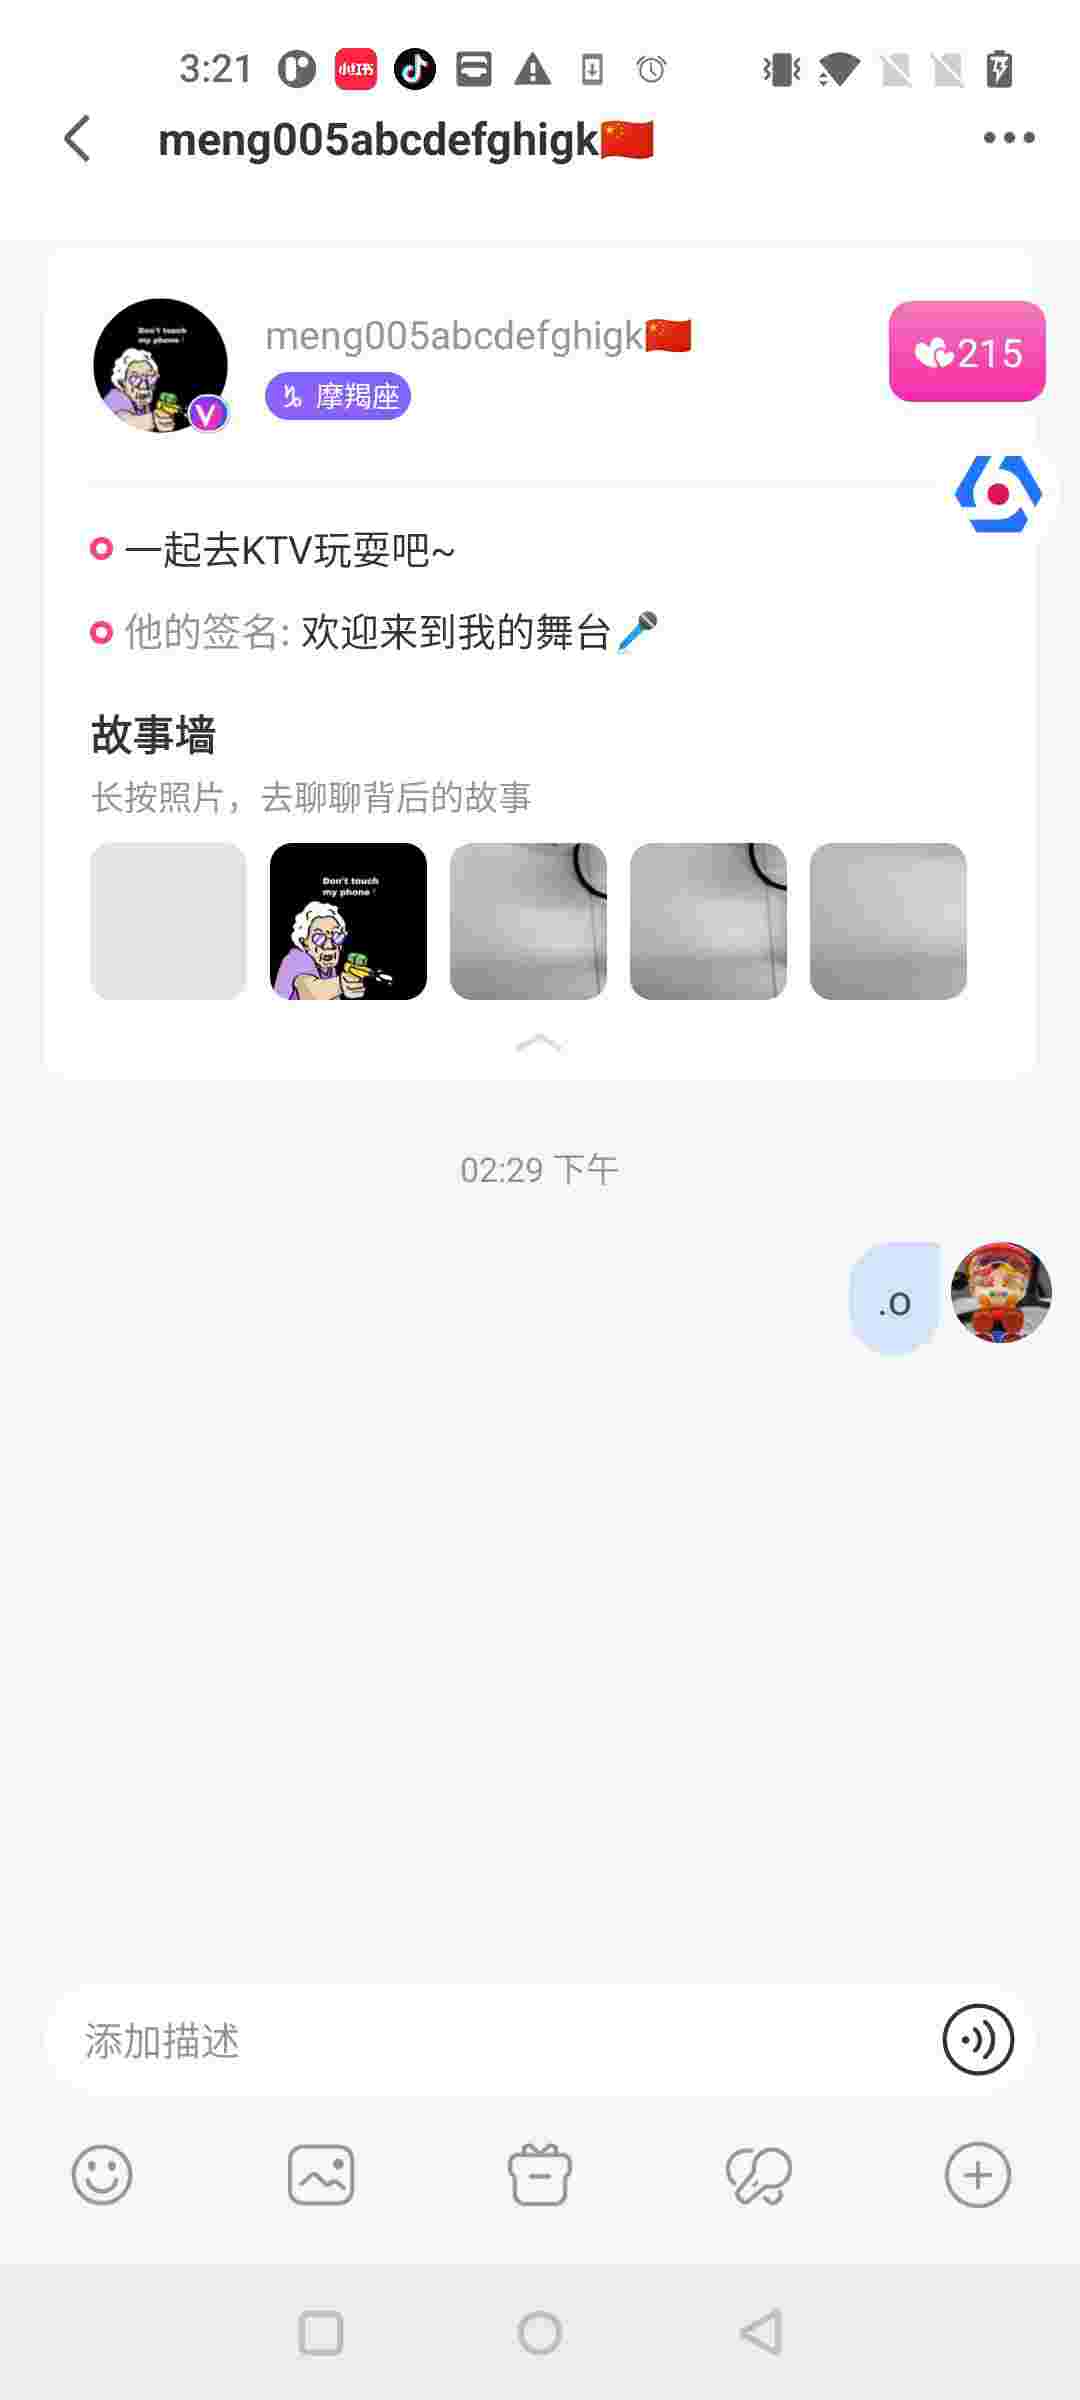 3:21 小红书
meng005abcdefghigk🇨🇳
Don't touch
my phone !
meng005abcdefghigk🇨🇳
215
V
♑ 摩羯座
一起去KTV玩耍吧~
他的签名: 欢迎来到我的舞台🎤
故事墙
长按照片，去聊聊背后的故事
Don't touch
my phone !
02:29 下午
.o
添加描述